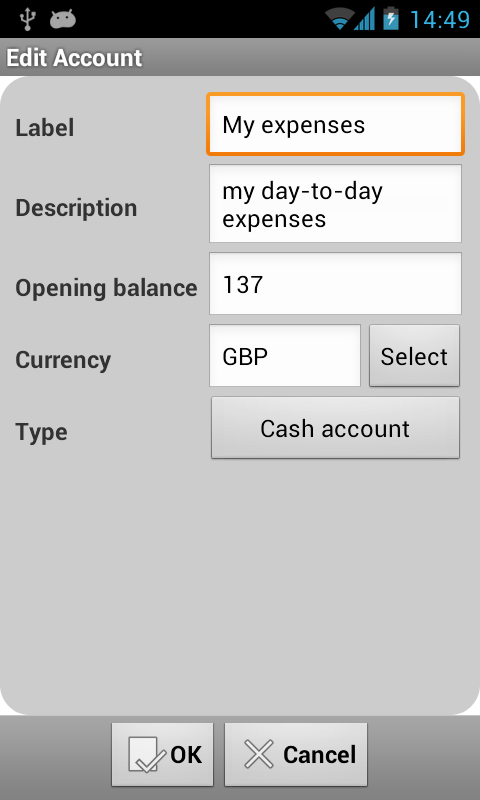 14:49
Edit Account
Label
My expenses
Description
my day-to-day
expenses
Opening balance
137
Currency
GBP
Select
Type
Cash account
OK
Cancel